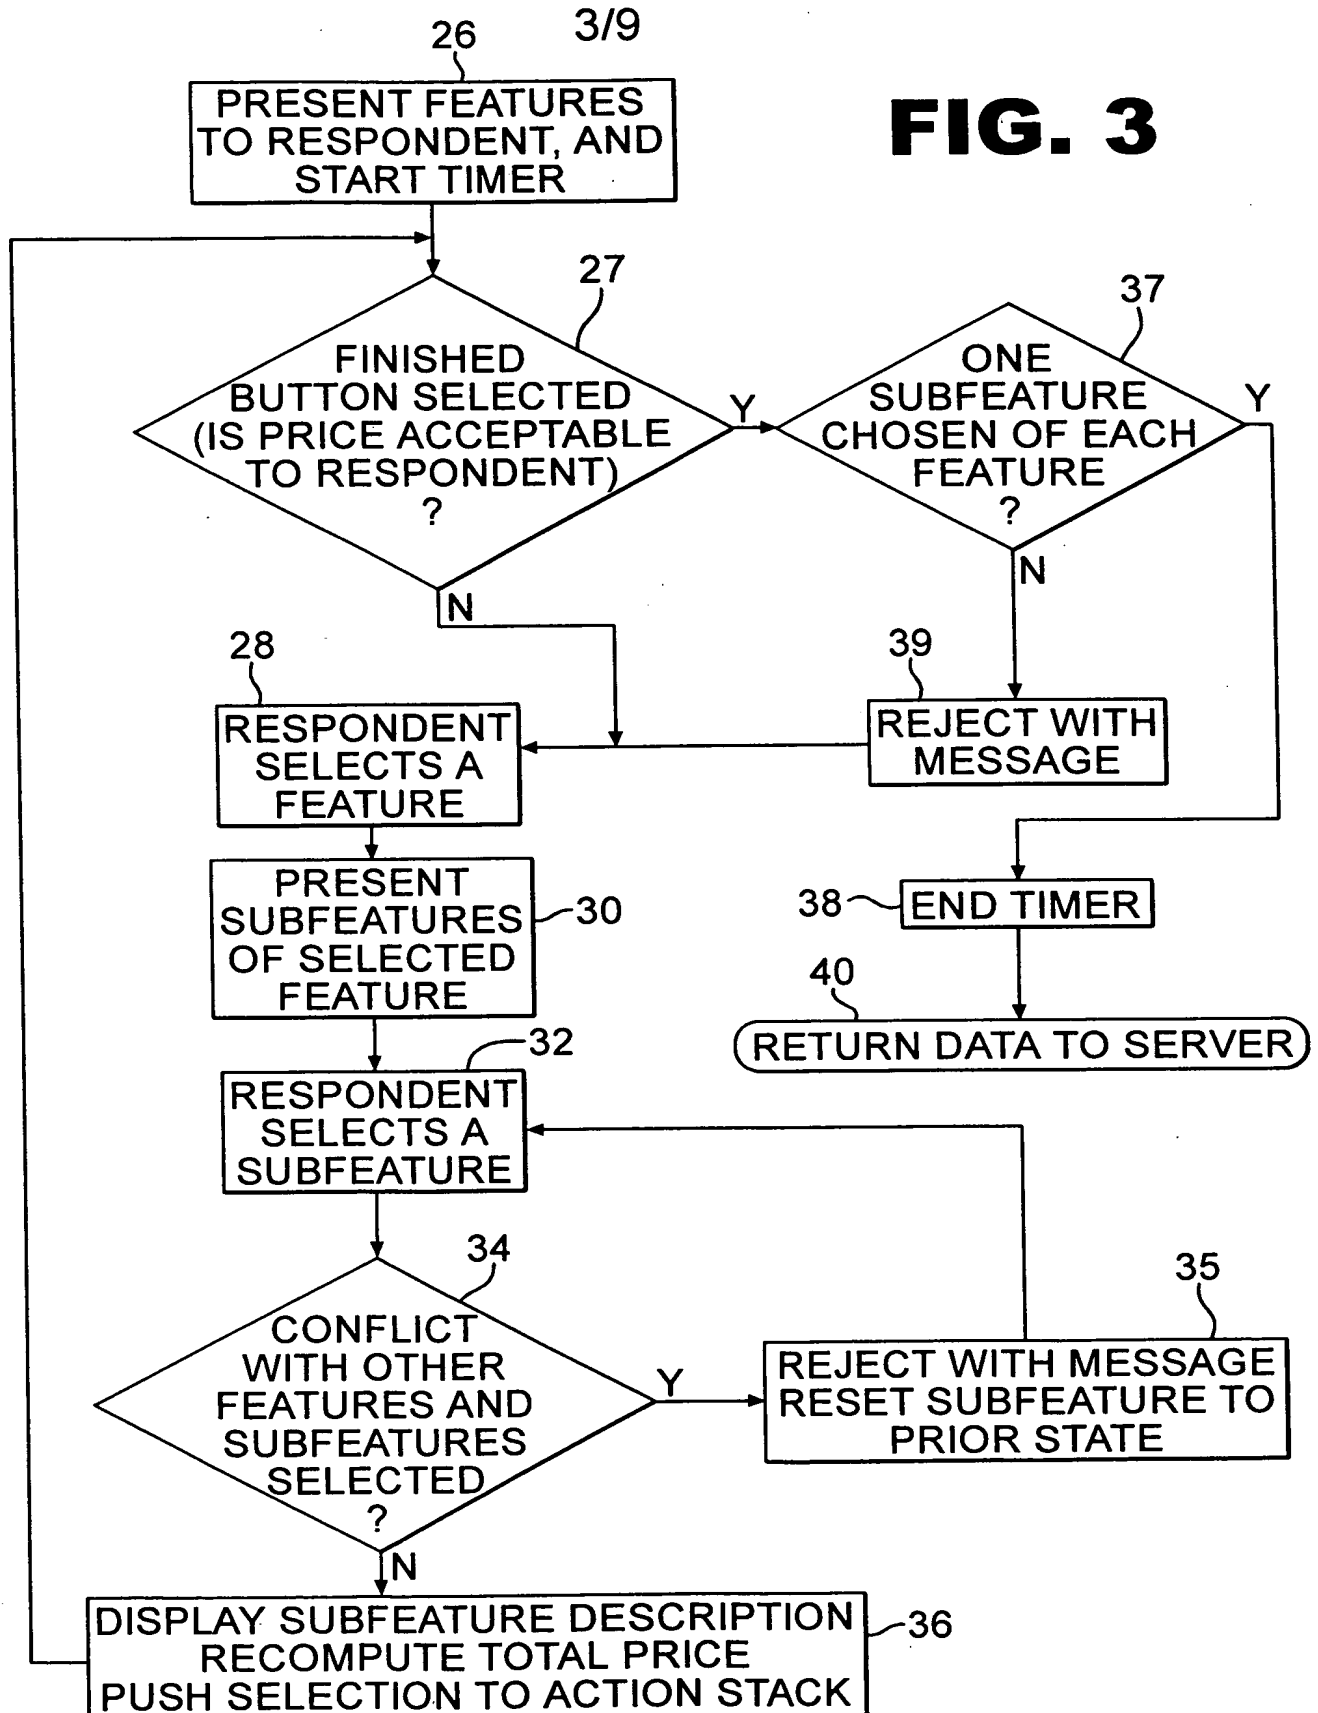 3/9
FIG. 3
26
PRESENT FEATURES
TO RESPONDENT, AND
START TIMER
27
FINISHED
BUTTON SELECTED
(IS PRICE ACCEPTABLE
TO RESPONDENT)
?
Y
N
37
ONE
SUBFEATURE
CHOSEN OF EACH
FEATURE
?
Y
N
28
RESPONDENT
SELECTS A
FEATURE
39
REJECT WITH
MESSAGE
PRESENT
SUBFEATURES
OF SELECTED
FEATURE
30
38
END TIMER
40
RETURN DATA TO SERVER
32
RESPONDENT
SELECTS A
SUBFEATURE
34
CONFLICT
WITH OTHER
FEATURES AND
SUBFEATURES
SELECTED
?
Y
N
35
REJECT WITH MESSAGE
RESET SUBFEATURE TO
PRIOR STATE
DISPLAY SUBFEATURE DESCRIPTION
RECOMPUTE TOTAL PRICE
PUSH SELECTION TO ACTION STACK
36